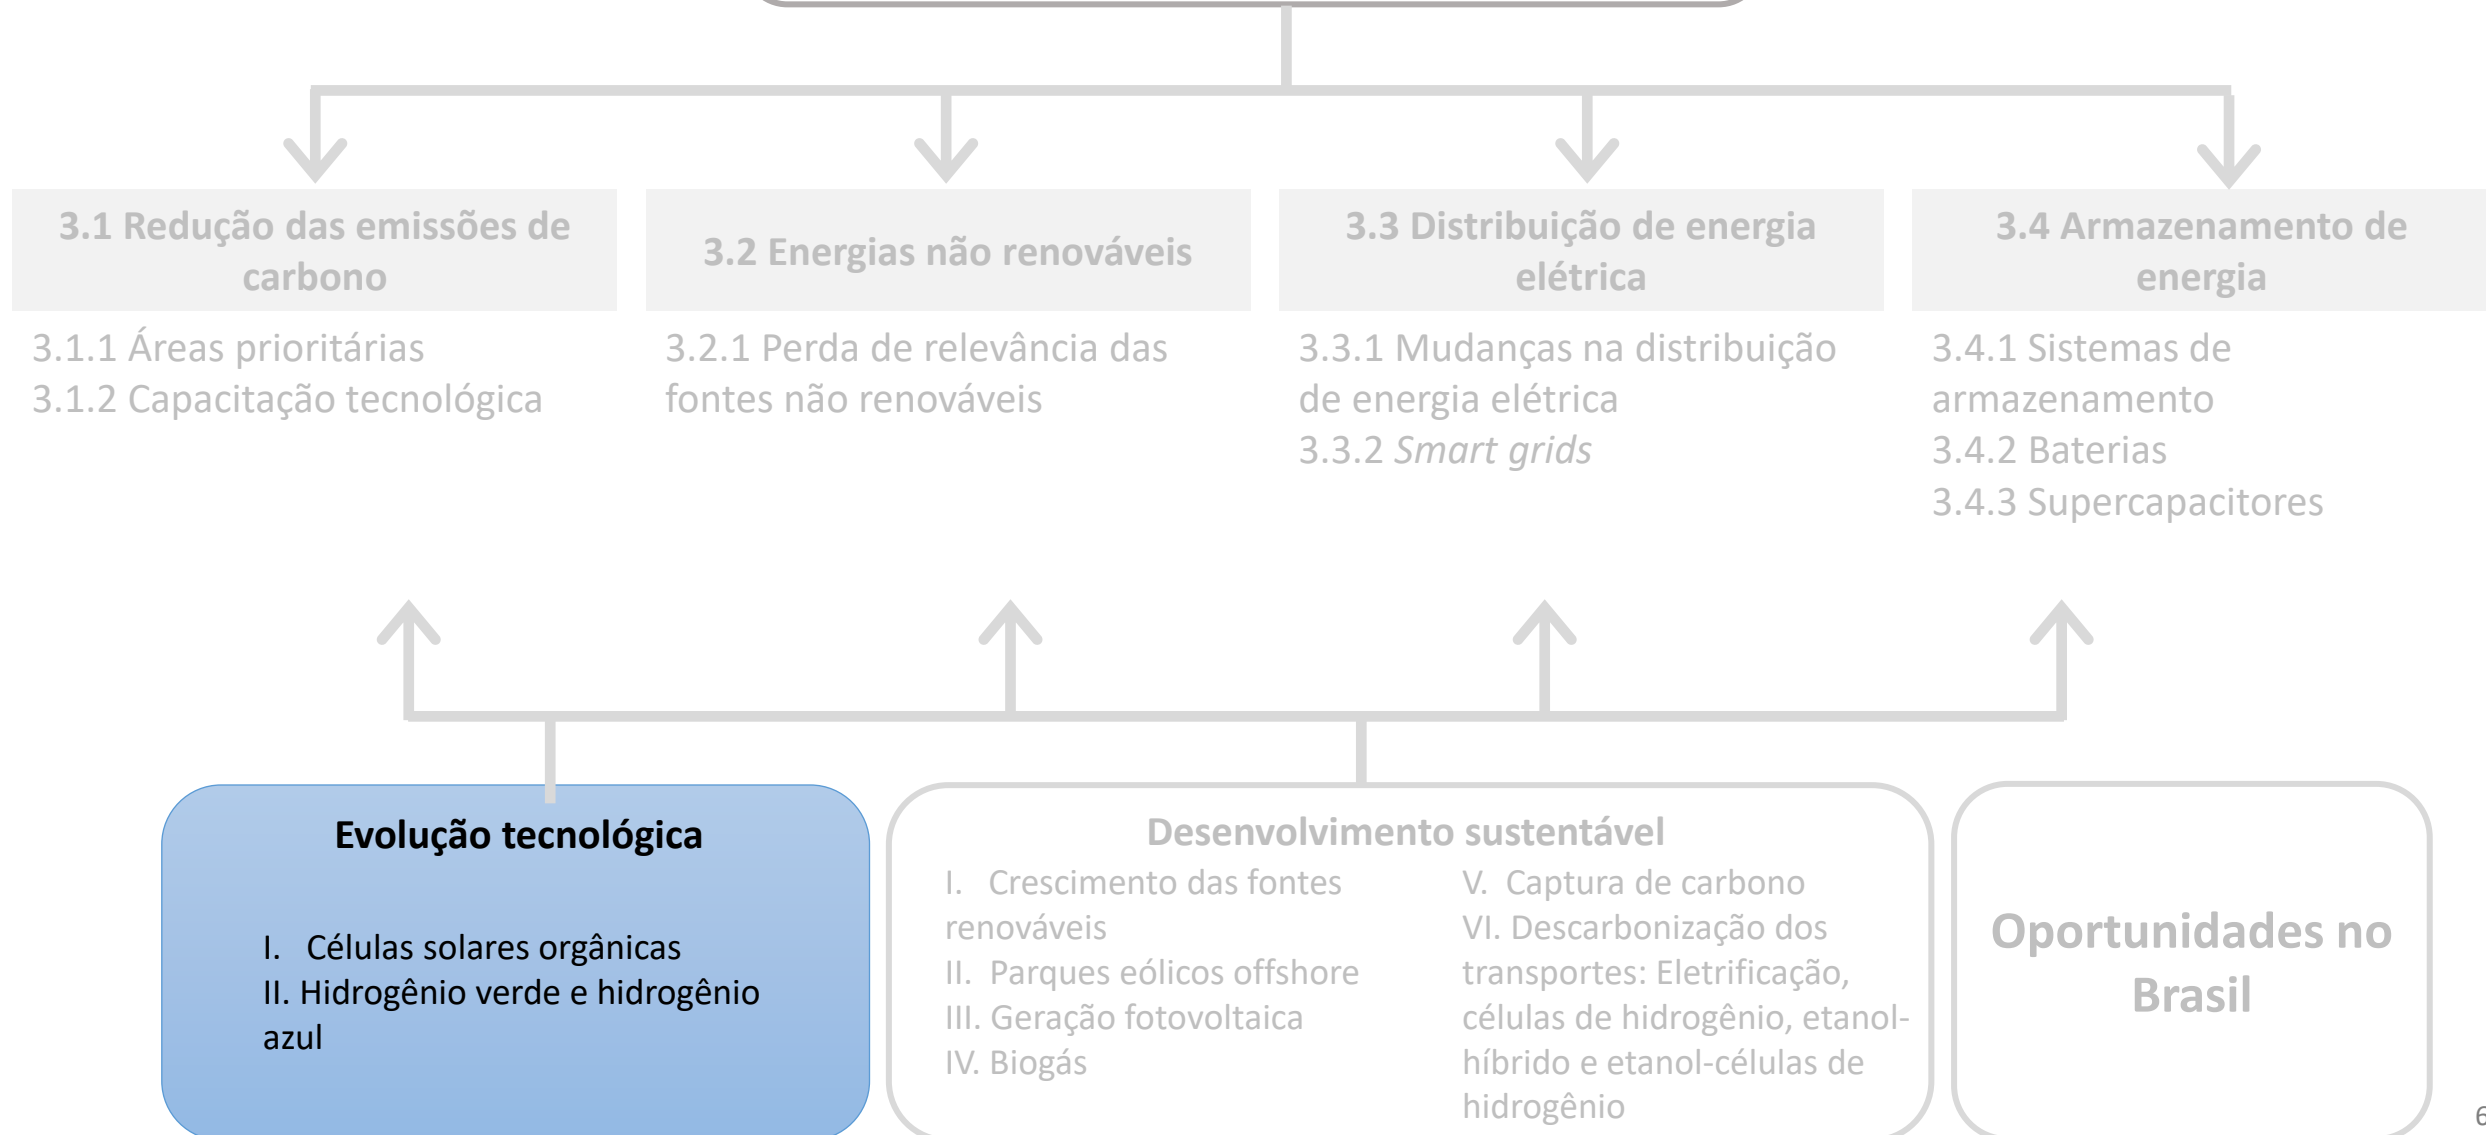 3.1 Redução das emissões de
carbono
3.1.1 Áreas prioritárias
3.1.2 Capacitação tecnológica
3.2 Energias não renováveis
3.2.1 Perda de relevância das
fontes não renováveis
3.3 Distribuição de energia
elétrica
3.3.1 Mudanças na distribuição
de energia elétrica
3.3.2 Smart grids
3.4 Armazenamento de
energia
3.4.1 Sistemas de
armazenamento
3.4.2 Baterias
3.4.3 Supercapacitores
Evolução tecnológica
I. Células solares orgânicas
II. Hidrogênio verde e hidrogênio
azul
Desenvolvimento sustentável
I. Crescimento das fontes
renováveis
II. Parques eólicos offshore
III. Geração fotovoltaica
IV. Biogás
V. Captura de carbono
VI. Descarbonização dos
transportes: Eletrificação,
células de hidrogênio, etanol-
híbrido e etanol-células de
hidrogênio
Oportunidades no
Brasil